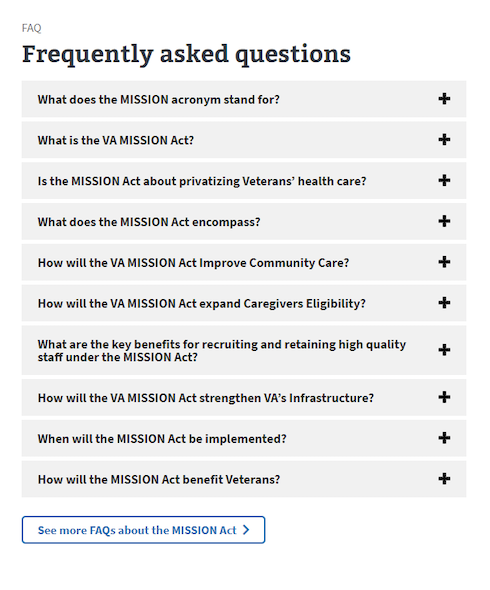 FAQ
Frequently asked questions
What does the MISSION acronym stand for?
What is the VA MISSION Act?
Is the MISSION Act about privatizing Veterans’ health care?
What does the MISSION Act encompass?
How will the VA MISSION Act Improve Community Care?
How will the VA MISSION Act expand Caregivers Eligibility?
What are the key benefits for recruiting and retaining high quality
staff under the MISSION Act?
How will the VA MISSION Act strengthen VA’s Infrastructure?
When will the MISSION Act be implemented?
How will the MISSION Act benefit Veterans?
See more FAQs about the MISSION Act